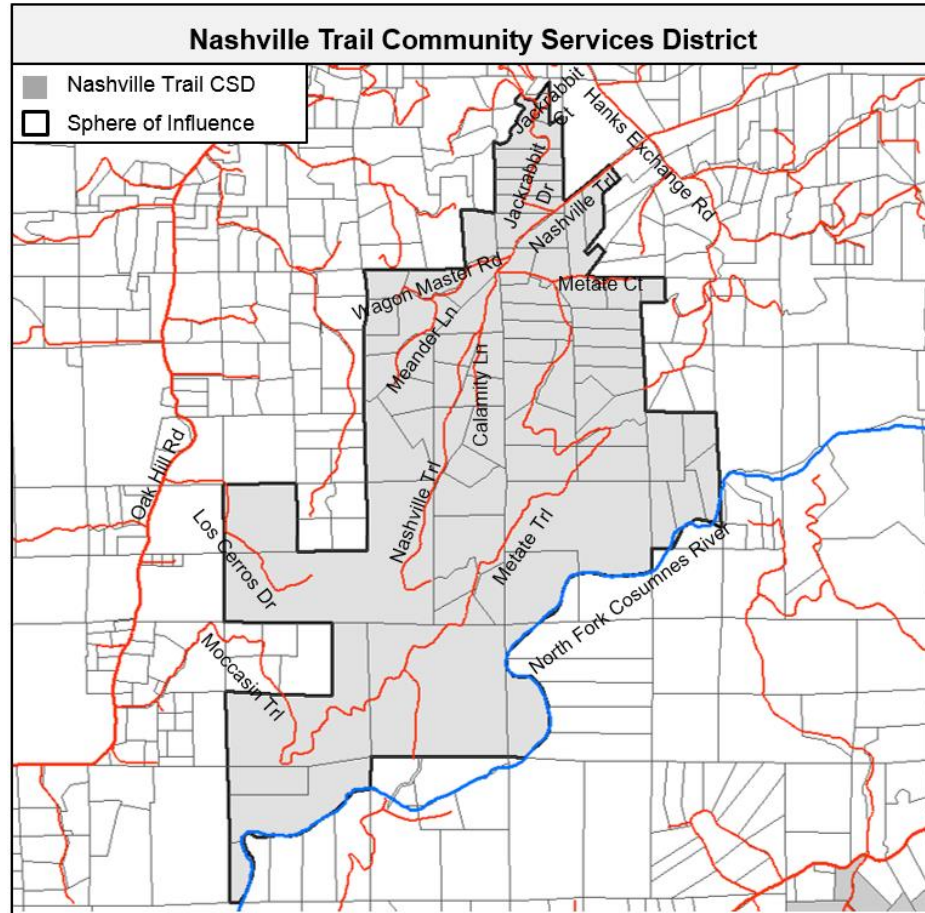 Nashville Trail Community Services District
Nashville Trail CSD
Sphere of Influence
Jackrabbit
Ct
Hanks Exchange Rd
Jackrabbit
Dr
Nashville Trl
Wagon Master Rd
Metate Ct
Meander Ln
Calamity Ln
Oak Hill Rd
Nashville Trl
Los Cerros Dr
Metate Trl
North Fork Cosumnes River
Moccasin Trl